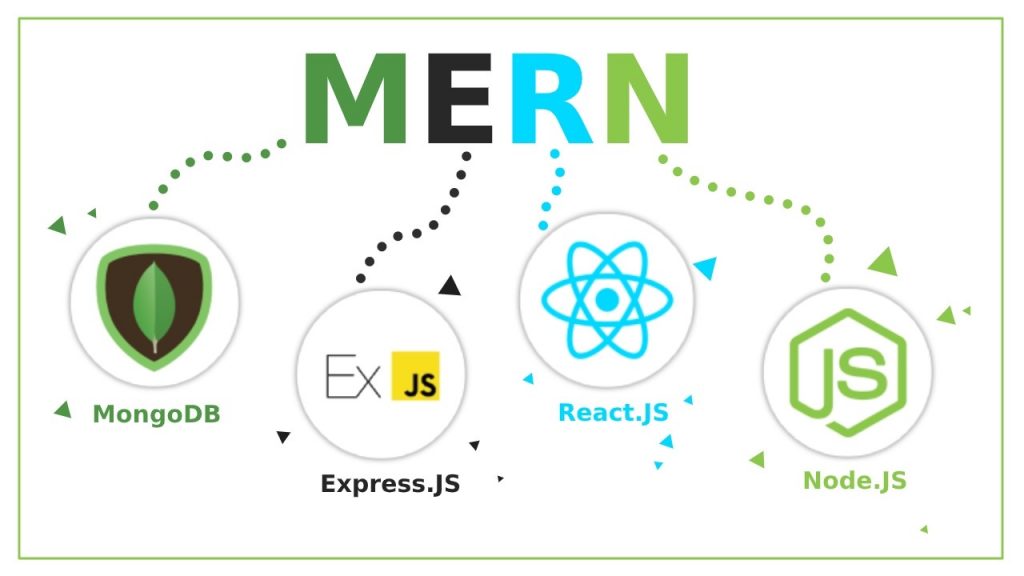 MERN
MongoDB
Ex JS
Express.JS
React.JS
JS
Node.JS